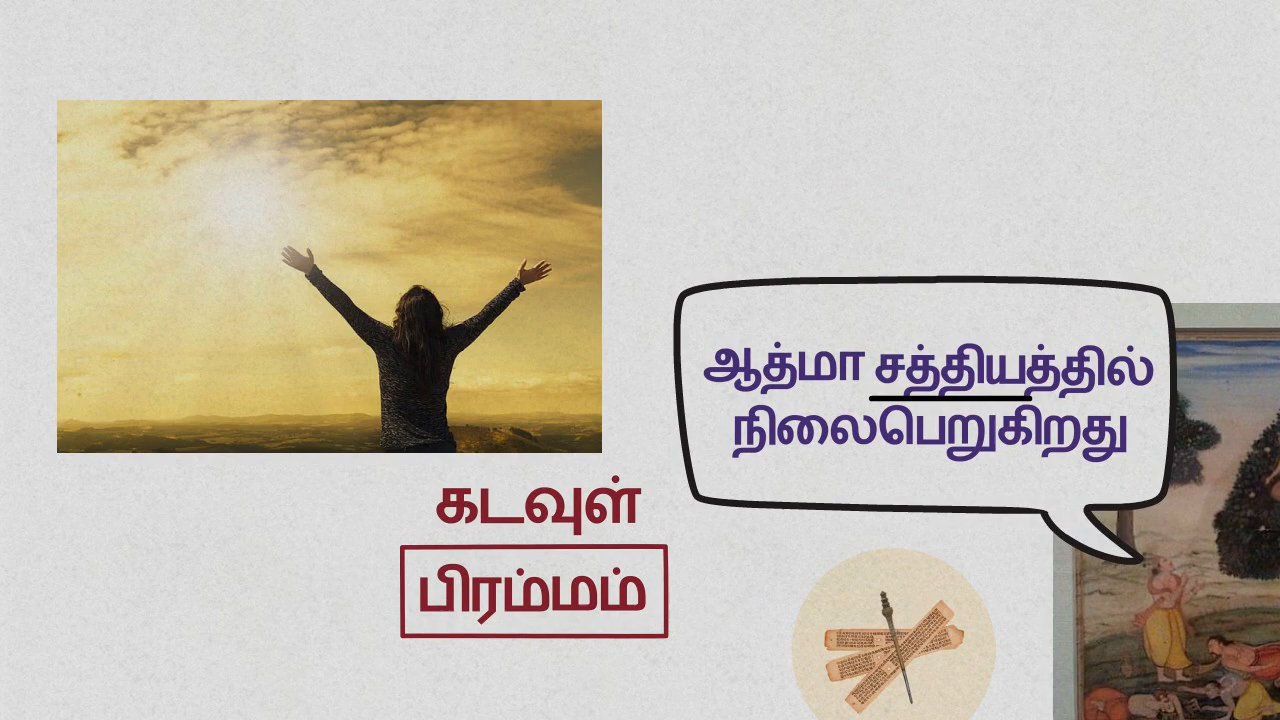 ஆத்மா சத்தியத்தில்
நிலைபெறுகிறது
கடவுள்
பிரம்மம்